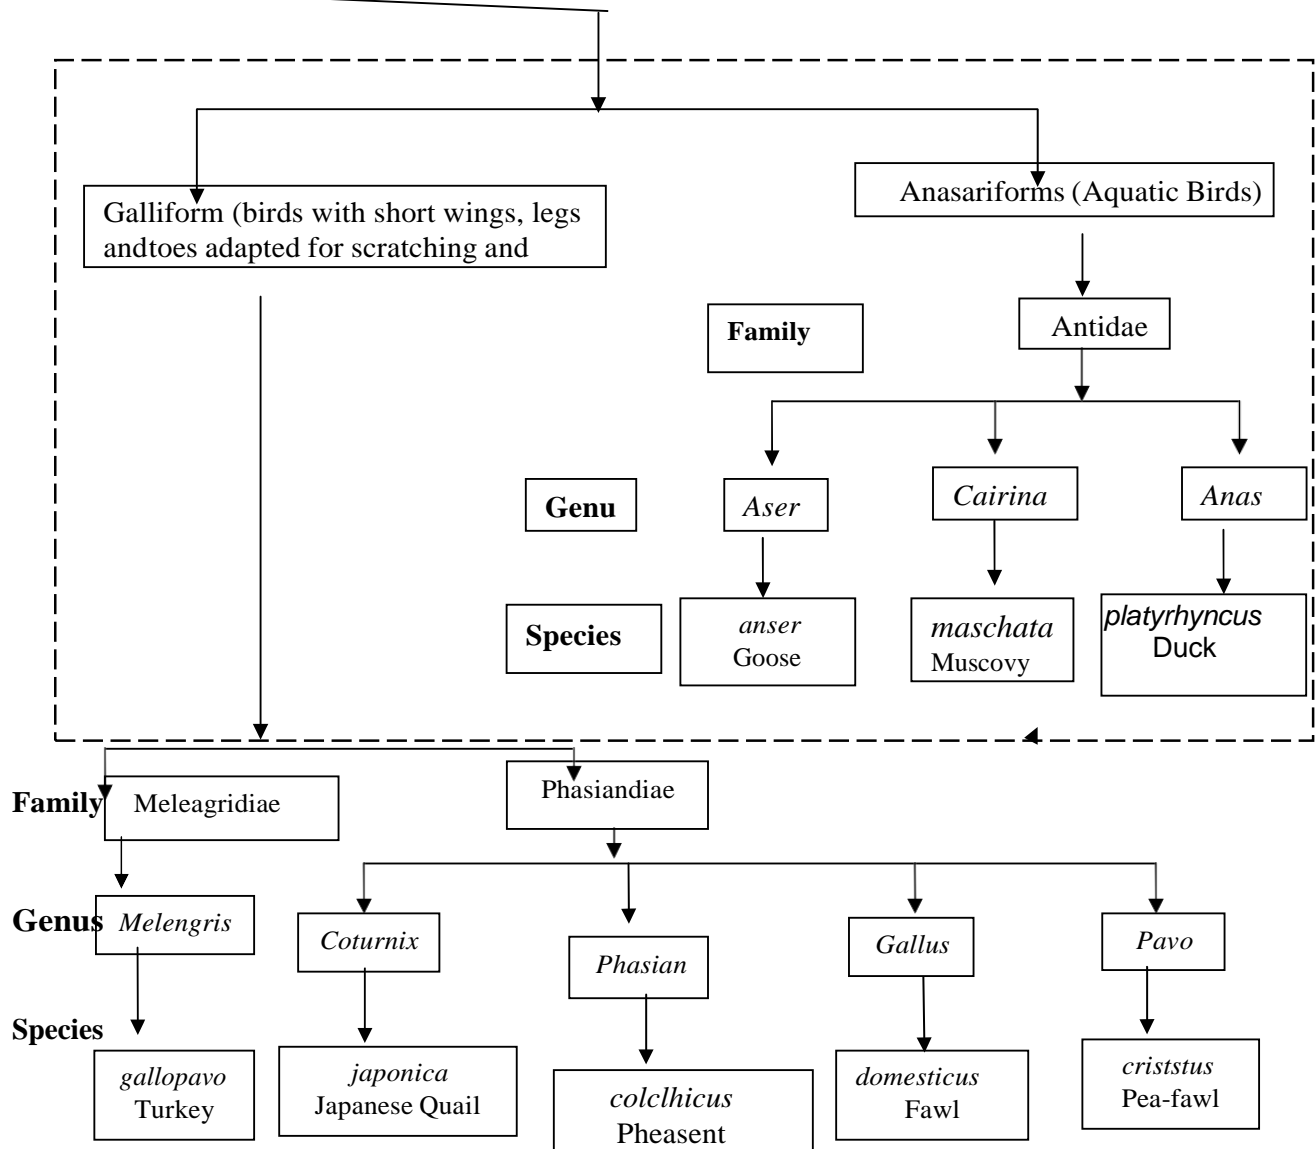 Galliform (birds with short wings, legs
andtoes adapted for scratching and
Anasariforms (Aquatic Birds)
Family
Antidae
Genu
Aser
Cairina
Anas
Species
anser
Goose
maschata
Muscovy
platyrhyncus
Duck
Family
Meleagridiae
Phasiandiae
Genus
Melengris
Coturnix
Phasian
Gallus
Pavo
Species
gallopavo
Turkey
japonica
Japanese Quail
colclhicus
Pheasent
domesticus
Fawl
criststus
Pea-fawl